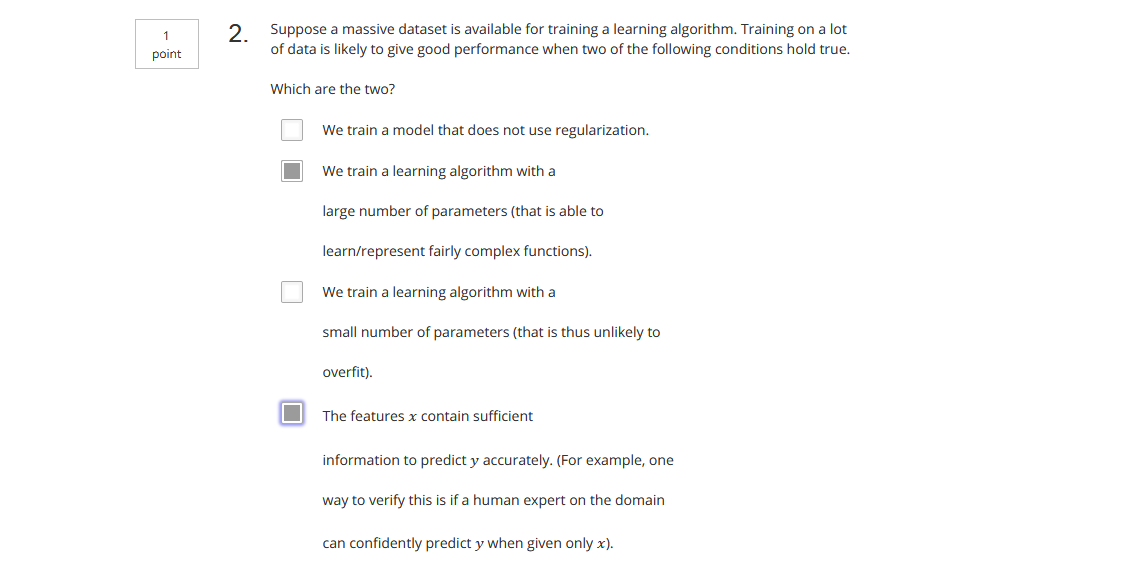 1
point
2.
Suppose a massive dataset is available for training a learning algorithm. Training on a lot
of data is likely to give good performance when two of the following conditions hold true.
Which are the two?
We train a model that does not use regularization.
We train a learning algorithm with a
large number of parameters (that is able to
learn/represent fairly complex functions).
We train a learning algorithm with a
small number of parameters (that is thus unlikely to
overfit).
The features x contain sufficient
information to predict y accurately. (For example, one
way to verify this is if a human expert on the domain
can confidently predict y when given only x).